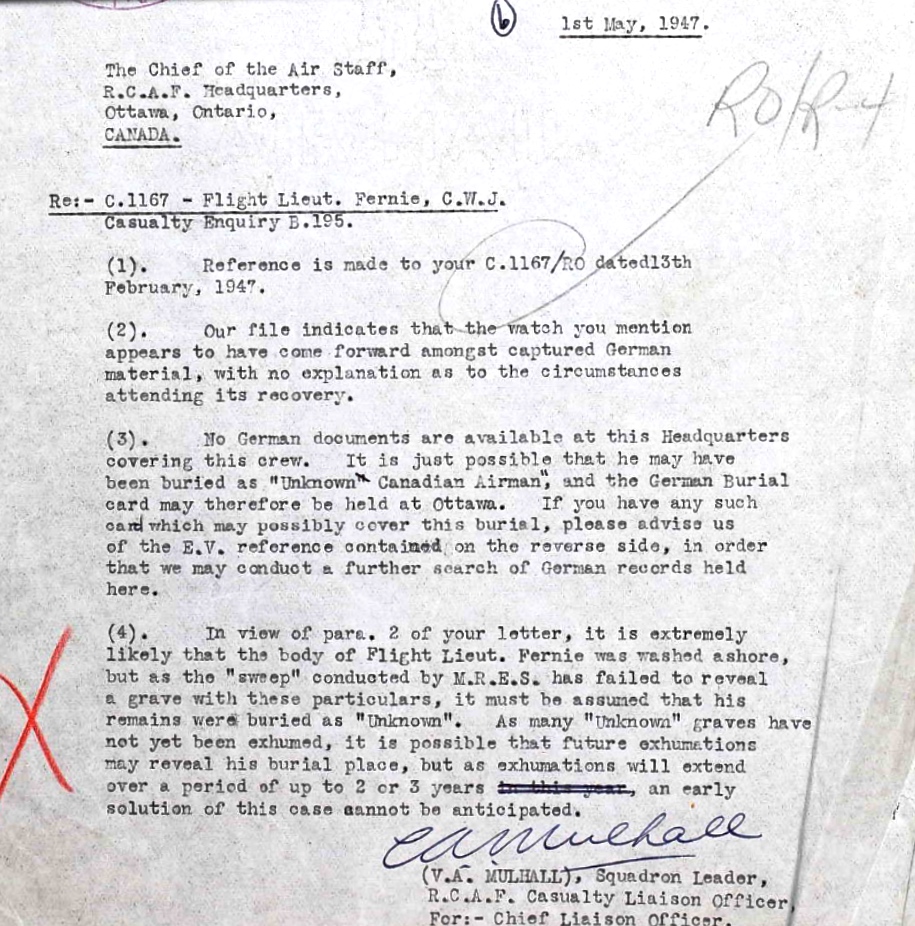 6
1st May, 1947.
RO/R-4
The Chief of the Air Staff,
R.C.A.F. Headquarters,
Ottawa, Ontario,
CANADA.
Re:- C.1167 - Flight Lieut. Fernie, C.W.J.
Casualty Enquiry B.195.
(1). Reference is made to your C.1167/RO dated13th
February, 1947.
(2). Our file indicates that the watch you mention
appears to have come forward amongst captured German
material, with no explanation as to the circumstances
attending its recovery.
(3). No German documents are available at this Headquarters
covering this crew. It is just possible that he may have
been buried as "Unknown" Canadian Airman", and the German Burial
card may therefore be held at Ottawa. If you have any such
card which may possibly cover this burial, please advise us
of the E.V. reference contained on the reverse side, in order
that we may conduct a further search of German records held
here.
(4). In view of para. 2 of your letter, it is extremely
likely that the body of Flight Lieut. Fernie was washed ashore,
but as the "sweep" conducted by M.R.E.S. has failed to reveal
a grave with these particulars, it must be assumed that his
remains were buried as "Unknown". As many "Unknown" graves have
not yet been exhumed, it is possible that future exhumations
may reveal his burial place, but as exhumations will extend
over a period of up to 2 or 3 years in this year, an early
solution of this case cannot be anticipated.
VAMulhall
(V.A. MULHALL), Squadron Leader,
R.C.A.F. Casualty Liaison Officer,
For:- Chief Liaison Officer.